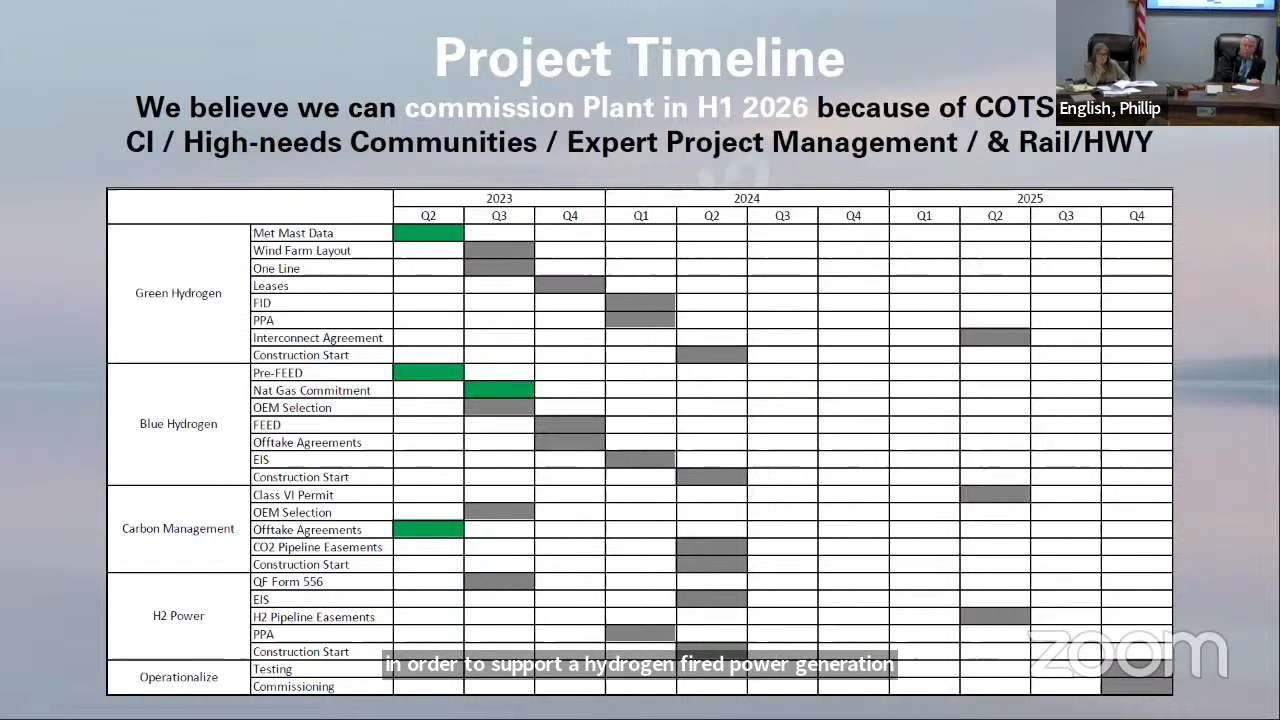 Project Timeline
We believe we can commission Plant in H1 2026 because of COTS
CI / High-needs Communities / Expert Project Management / & Rail/HWY
English, Phillip
2023 2024 2025
Q2 Q3 Q4 Q1 Q2 Q3 Q4 Q1 Q2 Q3 Q4
Green Hydrogen
Met Mast Data
Wind Farm Layout
One Line
Leases
FID
PPA
Interconnect Agreement
Construction Start
Blue Hydrogen
Pre-FEED
Nat Gas Commitment
OEM Selection
FEED
Offtake Agreements
EIS
Construction Start
Carbon Management
Class VI Permit
OEM Selection
Offtake Agreements
CO2 Pipeline Easements
Construction Start
H2 Power
QF Form 556
EIS
H2 Pipeline Easements
PPA
Construction Start
Operationalize
Testing
Commissioning
in order to support a hydrogen fired power generation
zoom